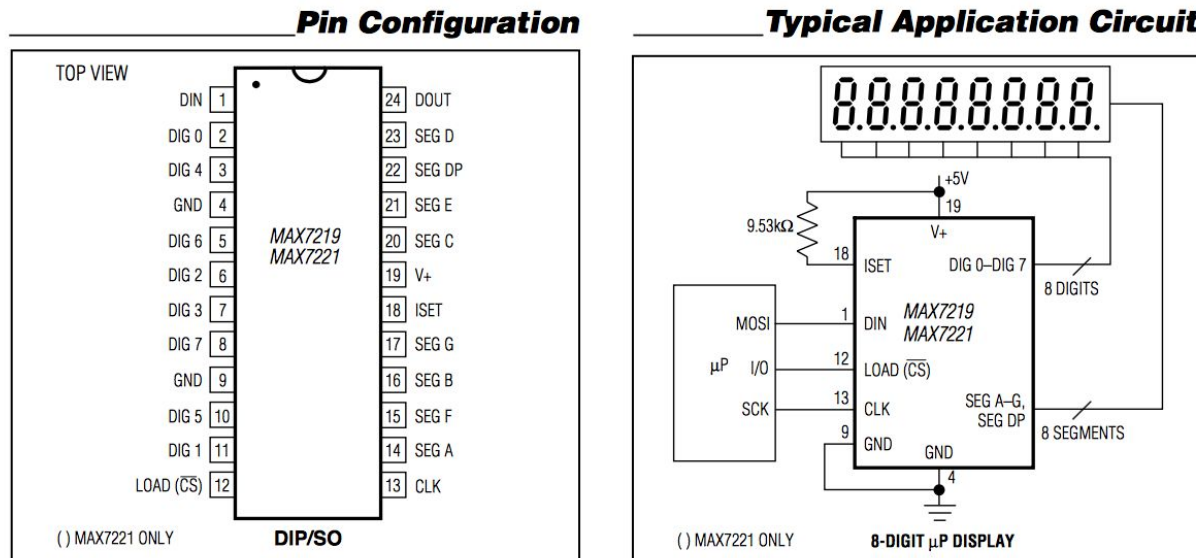 Pin Configuration
TOP VIEW
DIN 1
DIG 0 2
DIG 4 3
GND 4
DIG 6 5
DIG 2 6
DIG 3 7
DIG 7 8
GND 9
DIG 5 10
DIG 1 11
LOAD (C̅S̅) 12
MAX7219
MAX7221
24 DOUT
23 SEG D
22 SEG DP
21 SEG E
20 SEG C
19 V+
18 ISET
17 SEG G
16 SEG B
15 SEG F
14 SEG A
13 CLK
( ) MAX7221 ONLY
DIP/SO
Typical Application Circuit
8.8.8.8.8.8.8.8.
+5V
9.53kΩ
19
V+
18
ISET
DIG 0–DIG 7
8 DIGITS
MOSI
1
DIN
MAX7219
MAX7221
µP
I/O
12
LOAD (C̅S̅)
SCK
13
CLK
SEG A–G,
SEG DP
8 SEGMENTS
9
GND
GND
4
( ) MAX7221 ONLY
8-DIGIT µP DISPLAY